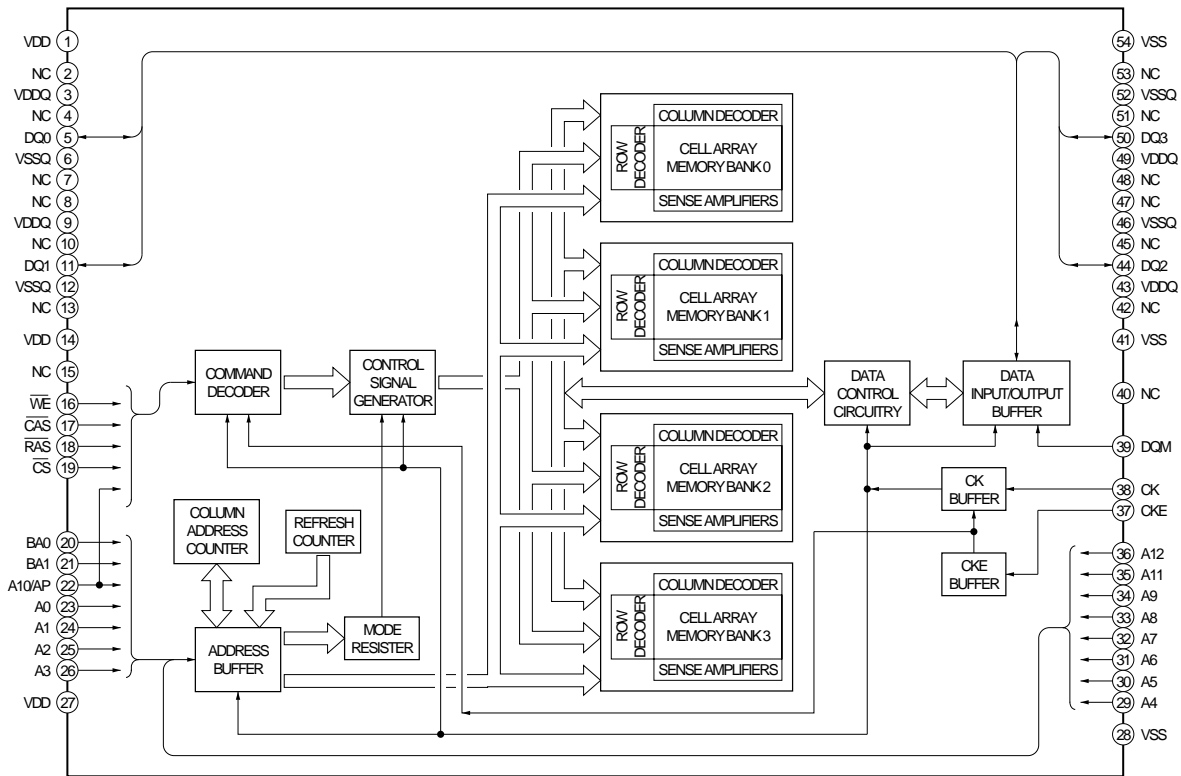 VDD 1
NC 2
VDDQ 3
NC 4
DQ0 5
VSSQ 6
NC 7
NC 8
VDDQ 9
NC 10
DQ1 11
VSSQ 12
NC 13
VDD 14
NC 15
WE 16
CAS 17
RAS 18
CS 19
BA0 20
BA1 21
A10/AP 22
A0 23
A1 24
A2 25
A3 26
VDD 27
COMMAND
DECODER
CONTROL
SIGNAL
GENERATOR
COLUMN
ADDRESS
COUNTER
REFRESH
COUNTER
ADDRESS
BUFFER
MODE
RESISTER
COLUMN DECODER
ROW
DECODER
CELL ARRAY
MEMORY BANK 0
SENSE AMPLIFIERS
COLUMN DECODER
ROW
DECODER
CELL ARRAY
MEMORY BANK 1
SENSE AMPLIFIERS
COLUMN DECODER
ROW
DECODER
CELL ARRAY
MEMORY BANK 2
SENSE AMPLIFIERS
COLUMN DECODER
ROW
DECODER
CELL ARRAY
MEMORY BANK 3
SENSE AMPLIFIERS
DATA
CONTROL
CIRCUITRY
DATA
INPUT/OUTPUT
BUFFER
CK
BUFFER
CKE
BUFFER
54 VSS
53 NC
52 VSSQ
51 NC
50 DQ3
49 VDDQ
48 NC
47 NC
46 VSSQ
45 NC
44 DQ2
43 VDDQ
42 NC
41 VSS
40 NC
39 DQM
38 CK
37 CKE
36 A12
35 A11
34 A9
33 A8
32 A7
31 A6
30 A5
29 A4
28 VSS